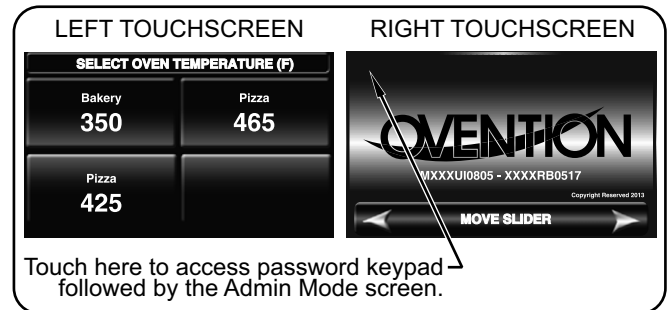 LEFT TOUCHSCREEN
RIGHT TOUCHSCREEN
SELECT OVEN TEMPERATURE (F)
Bakery
350
Pizza
465
Pizza
425
OVENTION
MXXXUI0805 - XXXXRB0517
Copyright Reserved 2013
MOVE SLIDER
Touch here to access password keypad
followed by the Admin Mode screen.